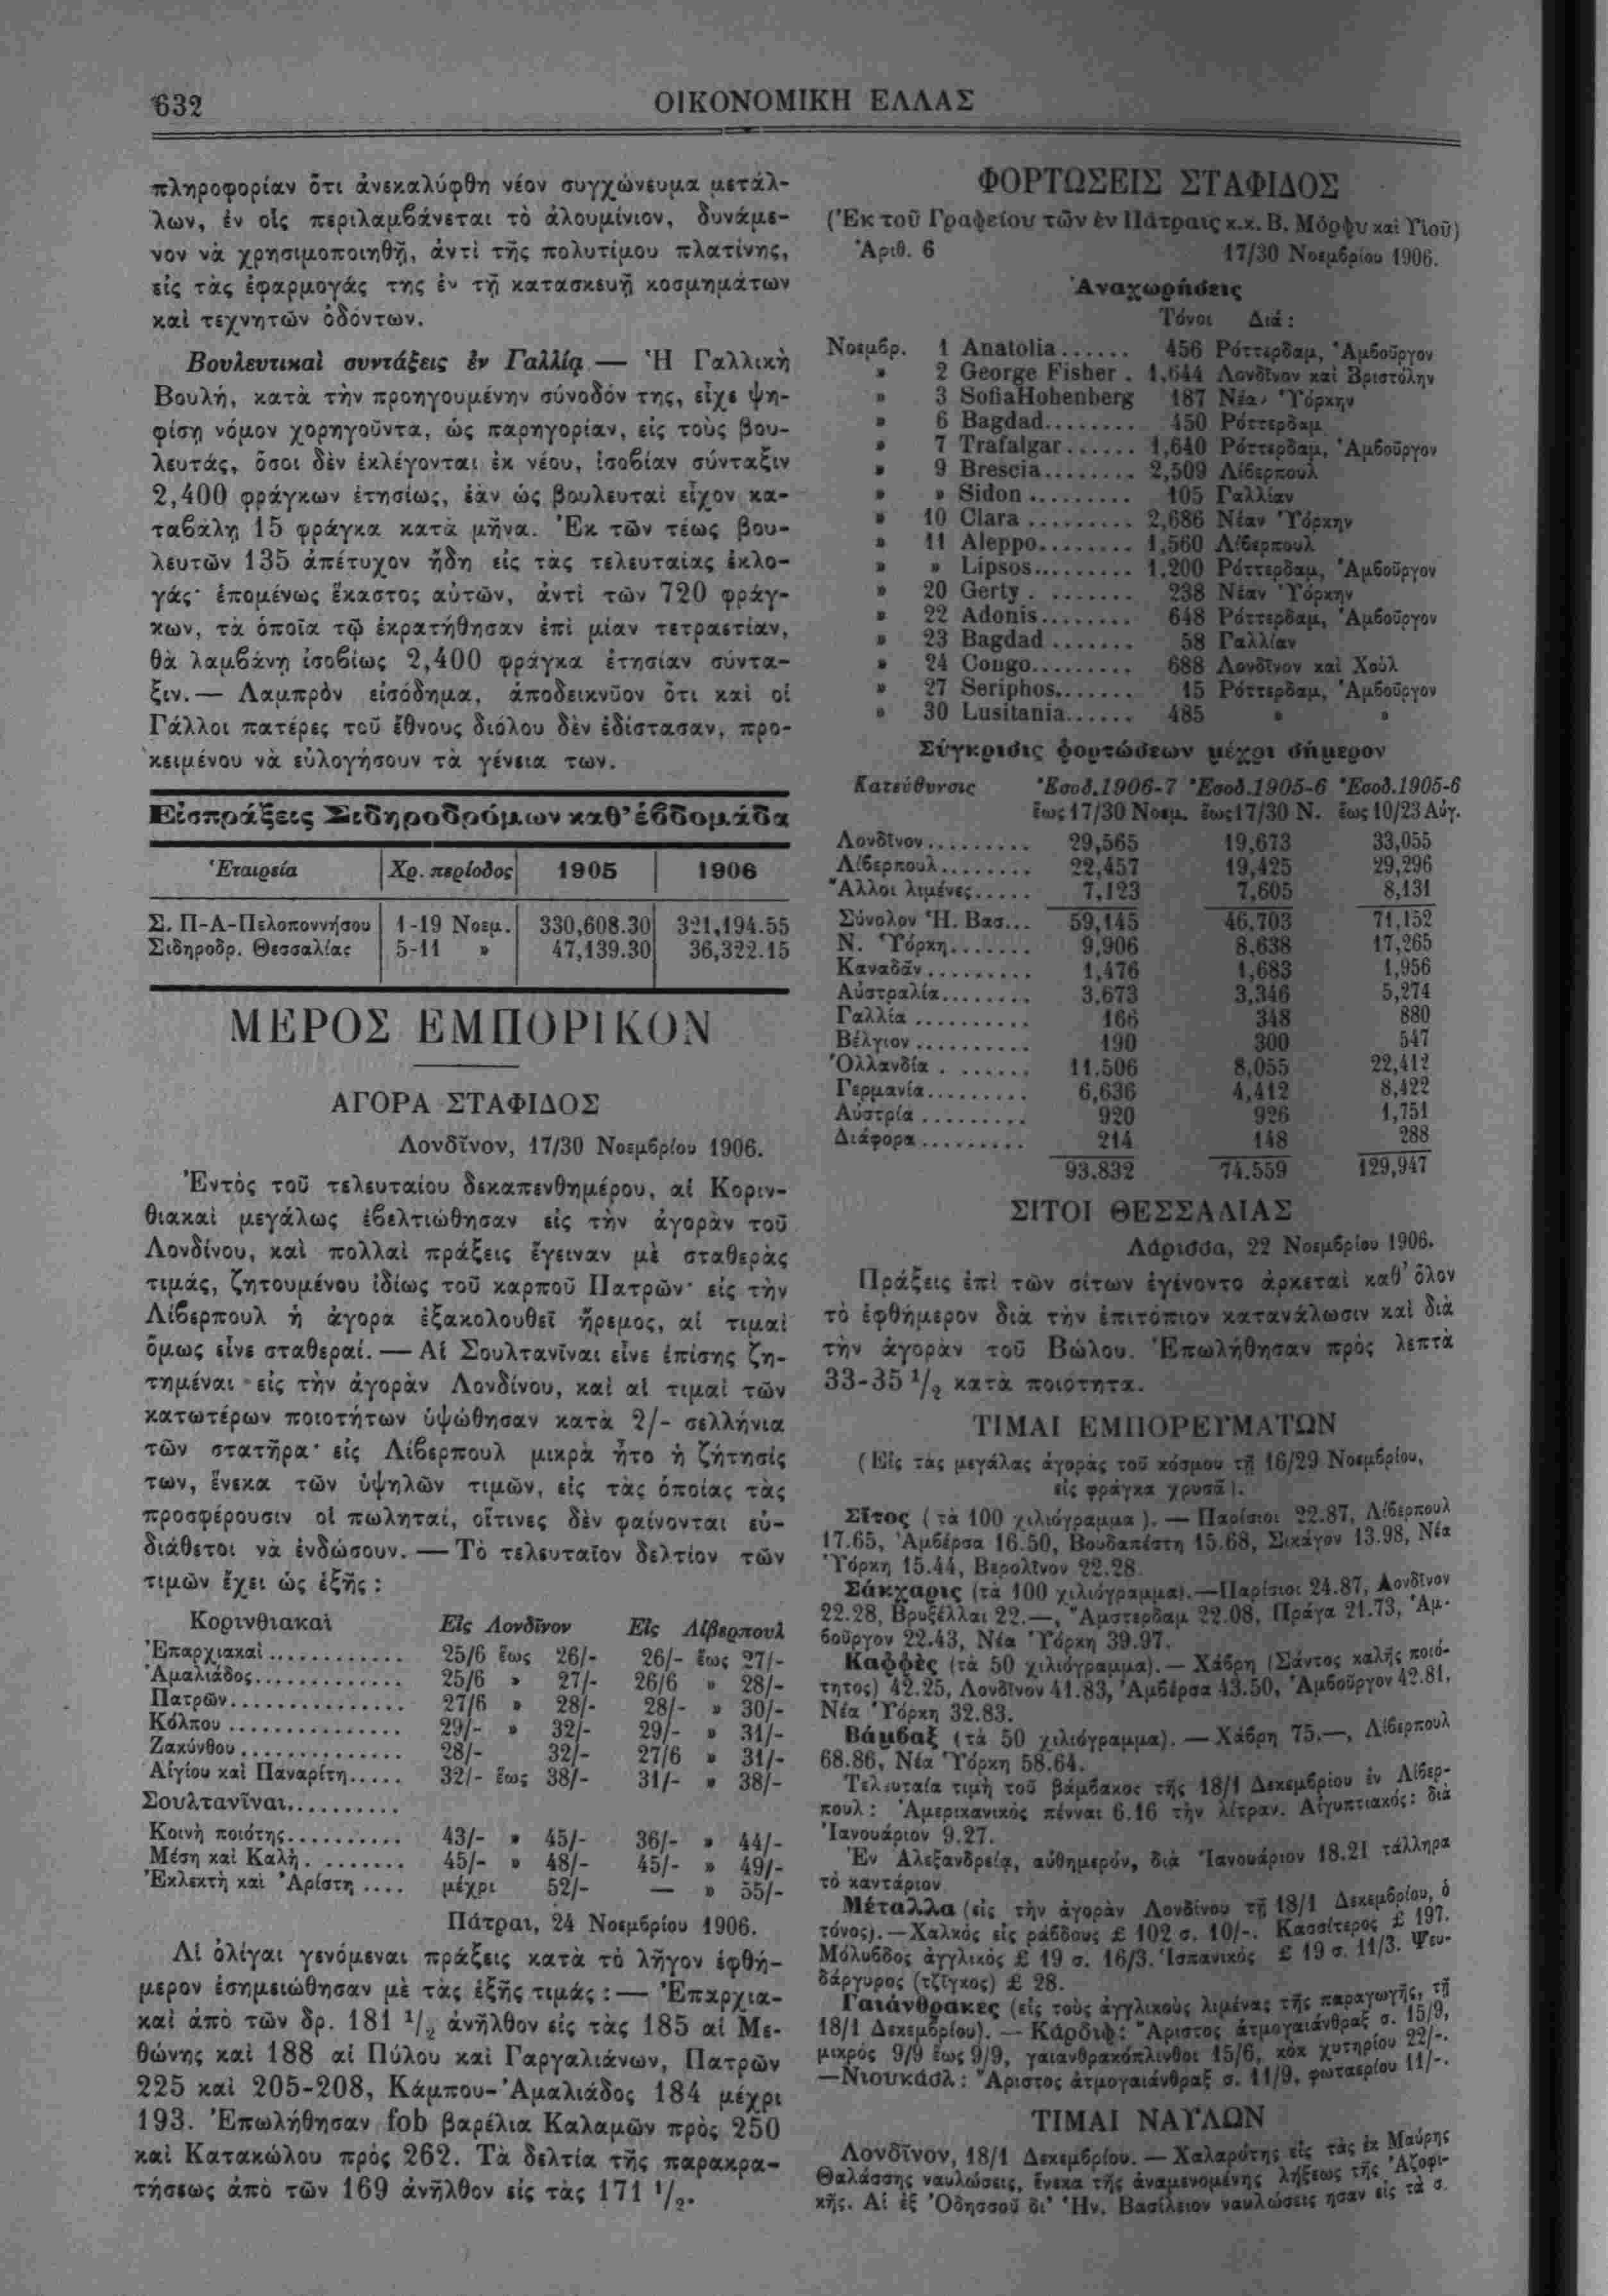 632
ΟΙΚΟΝΟΜΙΚΗ ΕΛΛΑΣ
πληροφορίαν ὅτι ἀνεκαλύφθη νέον συγχώνευμα μετάλ-
λων, ἐν οἷς περιλαμβάνεται τὸ ἀλουμίνιον, δυνάμε-
νον νὰ χρησιμοποιηθῇ, ἀντὶ τῆς πολυτίμου πλατίνης,
εἰς τὰς ἐφαρμογάς της ἐν τῇ κατασκευῇ κοσμημάτων
καὶ τεχνητῶν ὀδόντων.
Βουλευτικαὶ συντάξεις ἐν Γαλλίᾳ — Ἡ Γαλλικὴ
Βουλή, κατὰ τὴν προηγουμένην σύνοδόν της, εἶχε ψη-
φίσῃ νόμον χορηγοῦντα, ὡς παρηγορίαν, εἰς τοὺς βου-
λευτάς, ὅσοι δὲν ἐκλέγονται ἐκ νέου, ἰσοβίαν σύνταξιν
2,400 φράγκων ἐτησίως, ἐὰν ὡς βουλευταὶ εἶχον κα-
ταβάλῃ 15 φράγκα κατὰ μῆνα. Ἐκ τῶν τέως βου-
λευτῶν 135 ἀπέτυχον ἤδη εἰς τὰς τελευταίας ἐκλο-
γάς· ἑπομένως ἕκαστος αὐτῶν, ἀντὶ τῶν 720 φράγ-
κων, τὰ ὁποῖα τῷ ἐκρατήθησαν ἐπὶ μίαν τετραετίαν,
θὰ λαμβάνῃ ἰσοβίως 2,400 φράγκα ἐτησίαν σύντα-
ξιν.— Λαμπρὸν εἰσόδημα, ἀποδεικνῦον ὅτι καὶ οἱ
Γάλλοι πατέρες τοῦ ἔθνους διόλου δὲν ἐδίστασαν, προ-
κειμένου νὰ εὐλογήσουν τὰ γένεια των.
Εἰσπράξεις Σιδηροδρόμων καθ’ ἑβδομάδα
Ἑταιρεία Χρ. περίοδος 1905 1906
Σ. Π-Α-Πελοποννήσου 1-19 Νοεμ. 330,608.30 321,194.55
Σιδηροδρ. Θεσσαλίας 5-11 » 47,139.30 36,322.15
ΜΕΡΟΣ ΕΜΠΟΡΙΚΟΝ
ΑΓΟΡΑ ΣΤΑΦΙΔΟΣ
Λονδῖνον, 17/30 Νοεμβρίου 1906.
Ἐντὸς τοῦ τελευταίου δεκαπενθημέρου, αἱ Κοριν-
θιακαὶ μεγάλως ἐβελτιώθησαν εἰς τὴν ἀγορὰν τοῦ
Λονδίνου, καὶ πολλαὶ πράξεις ἔγειναν μὲ σταθερὰς
τιμάς, ζητουμένου ἰδίως τοῦ καρποῦ Πατρῶν· εἰς τὴν
Λίβερπουλ ἡ ἀγορὰ ἐξακολουθεῖ ἤρεμος, αἱ τιμαὶ
ὅμως εἶνε σταθεραί. — Αἱ Σουλτανῖναι εἶνε ἐπίσης ζη-
τημέναι εἰς τὴν ἀγορὰν Λονδίνου, καὶ αἱ τιμαὶ τῶν
κατωτέρων ποιοτήτων ὑψώθησαν κατὰ 2/- σελλήνια
τῶν στατῆρα· εἰς Λίβερπουλ μικρὰ ἦτο ἡ ζήτησίς
των, ἕνεκα τῶν ὑψηλῶν τιμῶν, εἰς τὰς ὁποίας τὰς
προσφέρουσιν οἱ πωληταί, οἵτινες δὲν φαίνονται εὐ-
διάθετοι νὰ ἐνδώσουν. — Τὸ τελευταῖον δελτίον τῶν
τιμῶν ἔχει ὡς ἑξῆς :
Κορινθιακαὶ Εἰς Λονδῖνον Εἰς Λίβερπουλ
Ἐπαρχιακαὶ ............ 25/6 ἕως 26/- 26/- ἕως 27/-
Ἀμαλιάδος............. 25/6 » 27/- 26/6 » 28/-
Πατρῶν............... 27/6 » 28/- 28/- » 30/-
Κόλπου ............... 29/- » 32/- 29/- » 31/-
Ζακύνθου .............. 28/- 32/- 27/6 » 31/-
Αἰγίου καὶ Παναρίτη..... 32/- ἕως 38/- 31/- » 38/-
Σουλτανῖναι..........
Κοινὴ ποιότης.......... 43/- » 45/- 36/- » 44/-
Μέση καὶ Καλὴ. ....... 45/- » 48/- 45/- » 49/-
Ἐκλεκτὴ καὶ Ἀρίστη .... μέχρι 52/- — » 55/-
Πάτραι, 24 Νοεμβρίου 1906.
Αἱ ὀλίγαι γενόμεναι πράξεις κατὰ τὸ λῆγον ἑφθή-
μερον ἐσημειώθησαν μὲ τὰς ἑξῆς τιμάς :— Ἐπαρχια-
καὶ ἀπὸ τῶν δρ. 181 1/2 ἀνῆλθον εἰς τὰς 185 αἱ Με-
θώνης καὶ 188 αἱ Πύλου καὶ Γαργαλιάνων, Πατρῶν
225 καὶ 205-208, Κάμπου-Ἀμαλιάδος 184 μέχρι
193. Ἐπωλήθησαν fob βαρέλια Καλαμῶν πρὸς 250
καὶ Κατακώλου πρὸς 262. Τὰ δελτία τῆς παρακρα-
τήσεως ἀπὸ τῶν 169 ἀνῆλθον εἰς τὰς 171 1/2.
ΦΟΡΤΩΣΕΙΣ ΣΤΑΦΙΔΟΣ
(Ἐκ τοῦ Γραφείου τῶν ἐν Πάτραις κ.κ. Β. Μόρφυ καὶ Υἱοῦ)
Ἀριθ. 6 17/30 Νοεμβρίου 1906.
Ἀναχωρήσεις
Τόνοι Διά :
Νοεμβρ. 1 Anatolia...... 456 Ρόττερδαμ, Ἀμβοῦργον
» 2 George Fisher . 1,644 Λονδῖνον καὶ Βριστόλην
» 3 SofiaHohenberg 187 Νέαν Ὑόρκην
» 6 Bagdad........ 450 Ρόττερδαμ
» 7 Trafalgar...... 1,640 Ρόττερδαμ, Ἀμβοῦργον
» 9 Brescia........ 2,509 Λίβερπουλ
» » Sidon ......... 105 Γαλλίαν
» 10 Clara ......... 2,686 Νέαν Ὑόρκην
» 11 Aleppo........ 1,560 Λίβερπουλ
» » Lipsos......... 1,200 Ρόττερδαμ, Ἀμβοῦργον
» 20 Gerty . ....... 238 Νέαν Ὑόρκην
» 22 Adonis........ 648 Ρόττερδαμ, Ἀμβοῦργον
» 23 Bagdad ....... 58 Γαλλίαν
» 24 Congo......... 688 Λονδῖνον καὶ Χούλ
» 27 Seriphos....... 15 Ρόττερδαμ, Ἀμβοῦργον
» 30 Lusitania...... 485 » »
Σύγκρισις φορτώσεων μέχρι σήμερον
Κατεύθυνσις Ἐσοδ.1906-7 Ἐσοδ.1905-6 Ἐσοδ.1905-6
ἕως 17/30 Νοεμ. ἕως17/30 Ν. ἕως 10/23 Αὐγ.
Λονδῖνον......... 29,565 19,673 33,055
Λίβερπουλ........ 22,457 19,425 29,296
Ἄλλοι λιμένες..... 7,123 7,605 8,131
Σύνολον Ἡ. Βασ... 59,145 46,703 71,152
Ν. Ὑόρκη....... 9,906 8,638 17,265
Καναδᾶν......... 1,476 1,683 1,956
Αὐστραλία........ 3,673 3,346 5,274
Γαλλία .......... 166 348 880
Βέλγιον .......... 190 300 547
Ὁλλανδία . ...... 11.506 8,055 22,412
Γερμανία......... 6,636 4,412 8,422
Αὐστρία ......... 920 926 1,751
Διάφορα ......... 214 148 288
93.832 74.559 129,947
ΣΙΤΟΙ ΘΕΣΣΑΛΙΑΣ
Λάρισσα, 22 Νοεμβρίου 1906.
Πράξεις ἐπὶ τῶν σίτων ἐγένοντο ἀρκεταὶ καθ’ ὅλον
τὸ ἑφθήμερον διὰ τὴν ἐπιτόπιον κατανάλωσιν καὶ διὰ
τὴν ἀγορὰν τοῦ Βώλου. Ἐπωλήθησαν πρὸς λεπτὰ
33-35 1/2 κατὰ ποιότητα.
ΤΙΜΑΙ ΕΜΠΟΡΕΥΜΑΤΩΝ
(Εἰς τὰς μεγάλας ἀγορὰς τοῦ κόσμου τῇ 16/29 Νοεμβρίου,
εἰς φράγκα χρυσᾶ).
Σῖτος (τὰ 100 χιλιόγραμμα). — Παρίσιοι 22.87, Λίβερπουλ
17.65, Ἀμβέρσα 16.50, Βουδαπέστη 15.68, Σικάγον 13.98, Νέα
Ὑόρκη 15.44, Βερολῖνον 22.28
Σάκχαρις (τὰ 100 χιλιόγραμμα).—Παρίσιοι 24.87, Λονδῖνον
22.28, Βρυξέλλαι 22.—, Ἄμστερδαμ 22.08, Πράγα 21.73, Ἀμ-
βοῦργον 22.43, Νέα Ὑόρκη 39.97.
Καφφὲς (τὰ 50 χιλιόγραμμα).— Χάβρη (Σάντος καλῆς ποιό-
τητος) 42.25, Λονδῖνον 41.83, Ἀμβέρσα 43.50, Ἀμβοῦργον 42.81,
Νέα Ὑόρκη 32.83.
Βάμβαξ (τὰ 50 χιλιόγραμμα). — Χάβρη 75.—, Λίβερπουλ
68.86, Νέα Ὑόρκη 58.64.
Τελευταία τιμὴ τοῦ βάμβακος τῆς 18/1 Δεκεμβρίου ἐν Λίβερ-
πουλ : Ἀμερικανικὸς πένναι 6.16 τὴν λίτραν. Αἰγυπτιακός: διὰ
Ἰανουάριον 9.27.
Ἐν Ἀλεξανδρείᾳ, αὐθημερόν, διὰ Ἰανουάριον 18.21 τάλληρα
τὸ καντάριον
Μέταλλα (εἰς τὴν ἀγορὰν Λονδίνου τῇ 18/1 Δεκεμβρίου, ὁ
τόνος).—Χαλκός εἰς ράβδους £ 102 σ. 10/-. Κασσίτερος £ 197.
Μόλυβδος ἀγγλικός £ 19 σ. 16/3. Ἱσπανικός £ 19 σ. 11/3. Ψευ-
δάργυρος (τζῖγκος) £ 28.
Γαιάνθρακες (εἰς τοὺς ἀγγλικοὺς λιμένας τῆς παραγωγῆς, τῇ
18/1 Δεκεμβρίου). — Κάρδιφ: Ἄριστος ἀτμογαιάνθραξ σ. 15/9,
μικρός 9/9 ἕως 9/9, γαιανθρακόπλινθοι 15/6, κὸκ χυτηρίου 22/-.
—Νιουκάσλ : Ἄριστος ἀτμογαιάνθραξ σ. 11/9, φωταερίου 11/-.
ΤΙΜΑΙ ΝΑΥΛΩΝ
Λονδῖνον, 18/1 Δεκεμβρίου. — Χαλαρότης εἰς τὰς ἐκ Μαύρης
Θαλάσσης ναυλώσεις, ἕνεκα τῆς ἀναμενομένης λήξεως τῆς Ἀζοφι-
κῆς. Αἱ ἐξ Ὀδησσοῦ δι’ Ἡν. Βασίλειον ναυλώσεις ἦσαν εἰς τὰ σ.